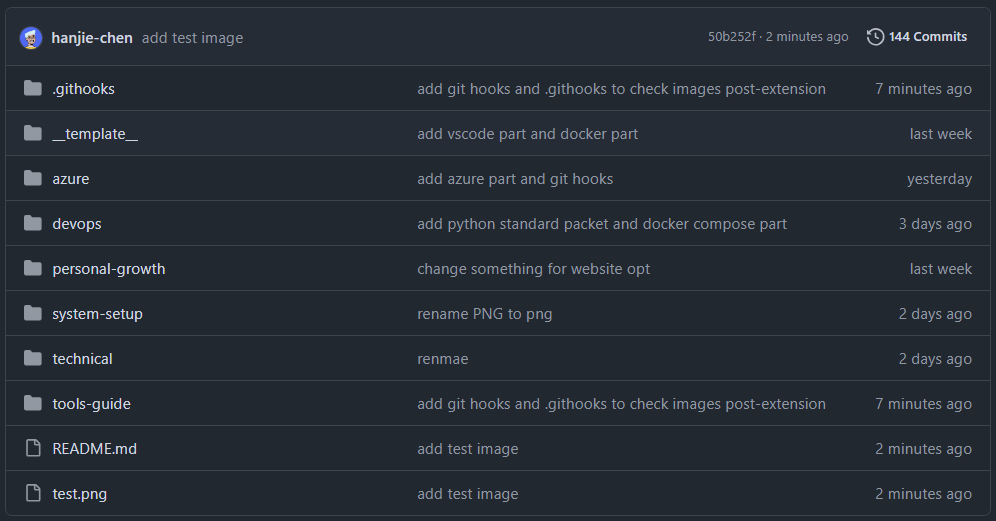 hanjie-chen add test image 50b252f · 2 minutes ago 144 Commits
.githooks add git hooks and .githooks to check images post-extension 7 minutes ago
__template__ add vscode part and docker part last week
azure add azure part and git hooks yesterday
devops add python standard packet and docker compose part 3 days ago
personal-growth change something for website opt last week
system-setup rename PNG to png 2 days ago
technical renmae 2 days ago
tools-guide add git hooks and .githooks to check images post-extension 7 minutes ago
README.md add test image 2 minutes ago
test.png add test image 2 minutes ago